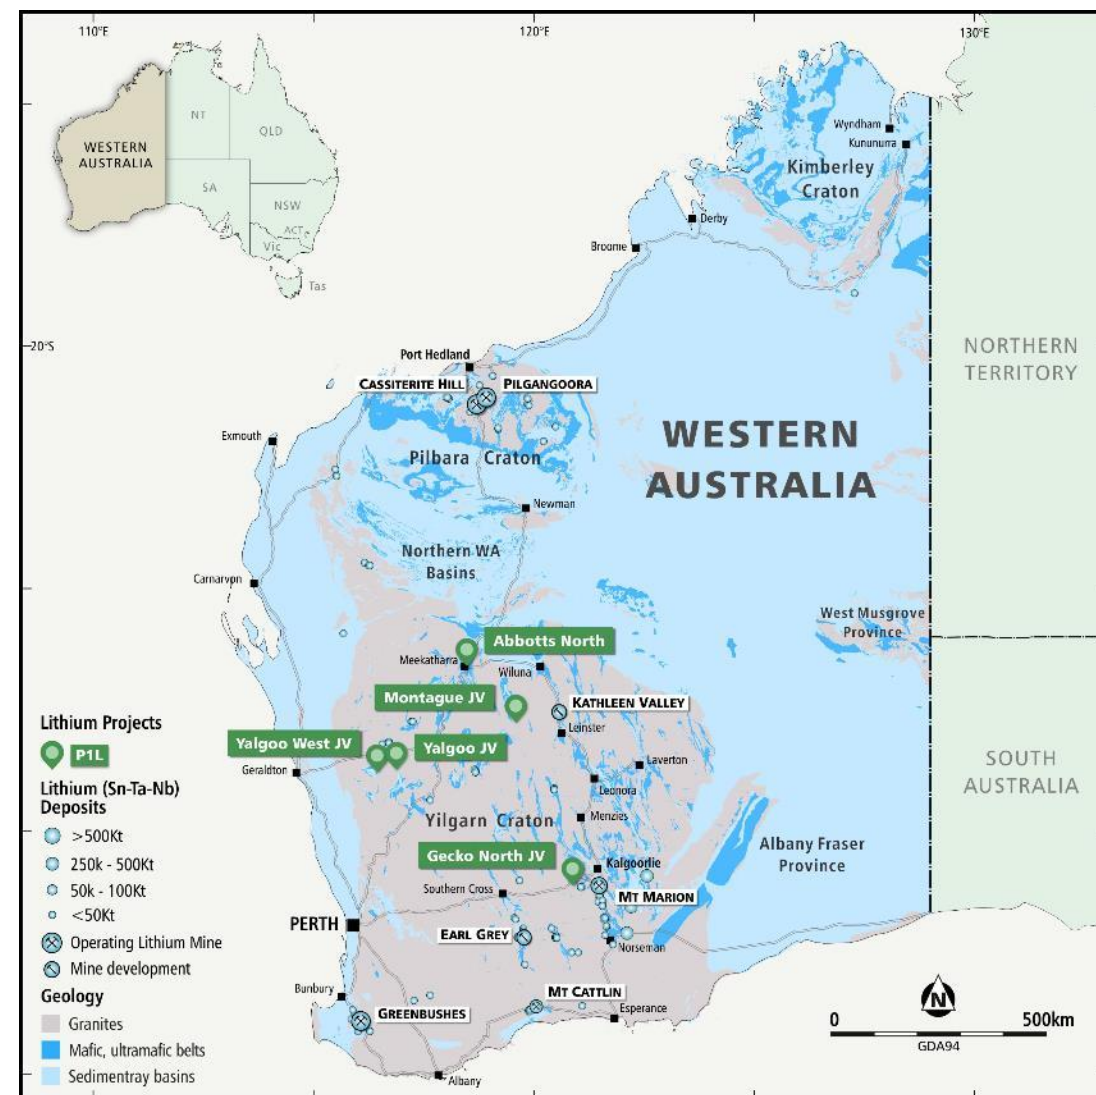 110°E
120°E
130°E
20°S
WESTERN
AUSTRALIA
NT
QLD
SA
NSW
ACT
Vic
Tas
Wyndham
Kununurra
Kimberley
Craton
Derby
Broome
Port Hedland
CASSITERITE HILL
PILGANGOORA
Exmouth
Pilbara Craton
WESTERN
AUSTRALIA
NORTHERN
TERRITORY
Newman
Northern WA
Basins
Carnarvon
West Musgrove
Province
Abbotts North
Meekatharra
Wiluna
Montague JV
KATHLEEN VALLEY
Leinster
Yalgoo West JV
Yalgoo JV
Geraldton
Laverton
Leonora
SOUTH
AUSTRALIA
Yilgarn Craton
Menzies
Albany Fraser
Province
Gecko North JV
Kalgoorlie
Southern Cross
MT MARION
PERTH
EARL GREY
Norseman
Bunbury
MT CATTLIN
GREENBUSHES
Esperance
Albany
Lithium Projects
P1L
Lithium (Sn-Ta-Nb)
Deposits
>500Kt
250k - 500Kt
50k - 100Kt
<50Kt
Operating Lithium Mine
Mine development
Geology
Granites
Mafic, ultramafic belts
Sedimentray basins
N
0 500km
GDA94